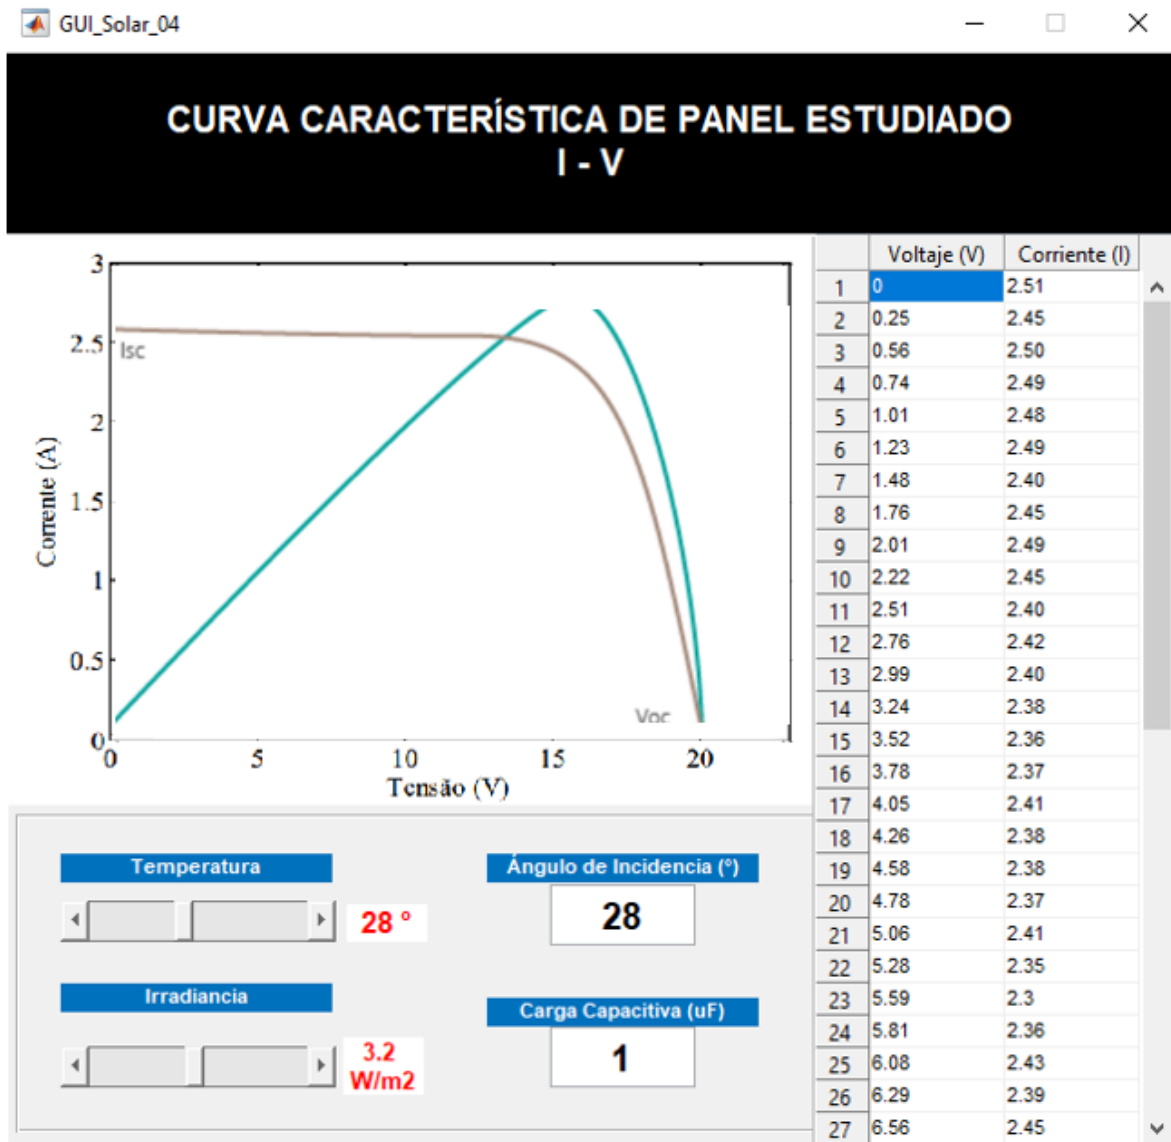 GUI_Solar_04
CURVA CARACTERÍSTICA DE PANEL ESTUDIADO
I - V
3
2.5
2
1.5
1
0.5
0
Isc
Voc
Corrente (A)
0 5 10 15 20
Tensão (V)
Voltaje (V) Corriente (I)
1 0 2.51
2 0.25 2.45
3 0.56 2.50
4 0.74 2.49
5 1.01 2.48
6 1.23 2.49
7 1.48 2.40
8 1.76 2.45
9 2.01 2.49
10 2.22 2.45
11 2.51 2.40
12 2.76 2.42
13 2.99 2.40
14 3.24 2.38
15 3.52 2.36
16 3.78 2.37
17 4.05 2.41
18 4.26 2.38
19 4.58 2.38
20 4.78 2.37
21 5.06 2.41
22 5.28 2.35
23 5.59 2.3
24 5.81 2.36
25 6.08 2.43
26 6.29 2.39
27 6.56 2.45
Temperatura
28 º
Ángulo de Incidencia (º)
28
Irradiancia
3.2
W/m2
Carga Capacitiva (uF)
1